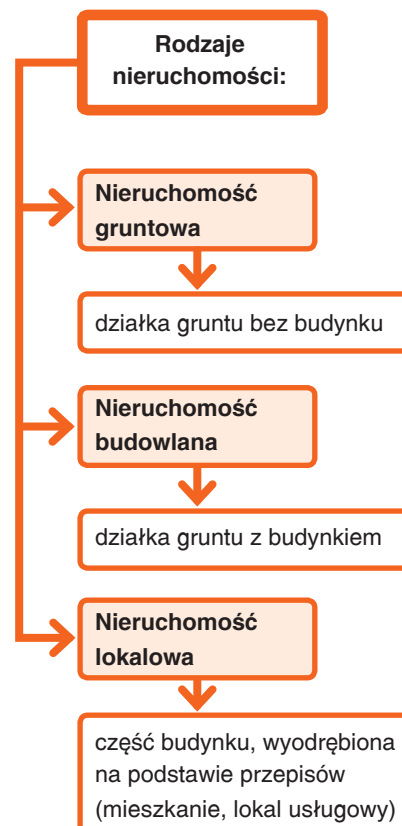 Rodzaje
nieruchomości:
Nieruchomość
gruntowa
działka gruntu bez budynku
Nieruchomość
budowlana
działka gruntu z budynkiem
Nieruchomość
lokalowa
część budynku, wyodrębiona
na podstawie przepisów
(mieszkanie, lokal usługowy)